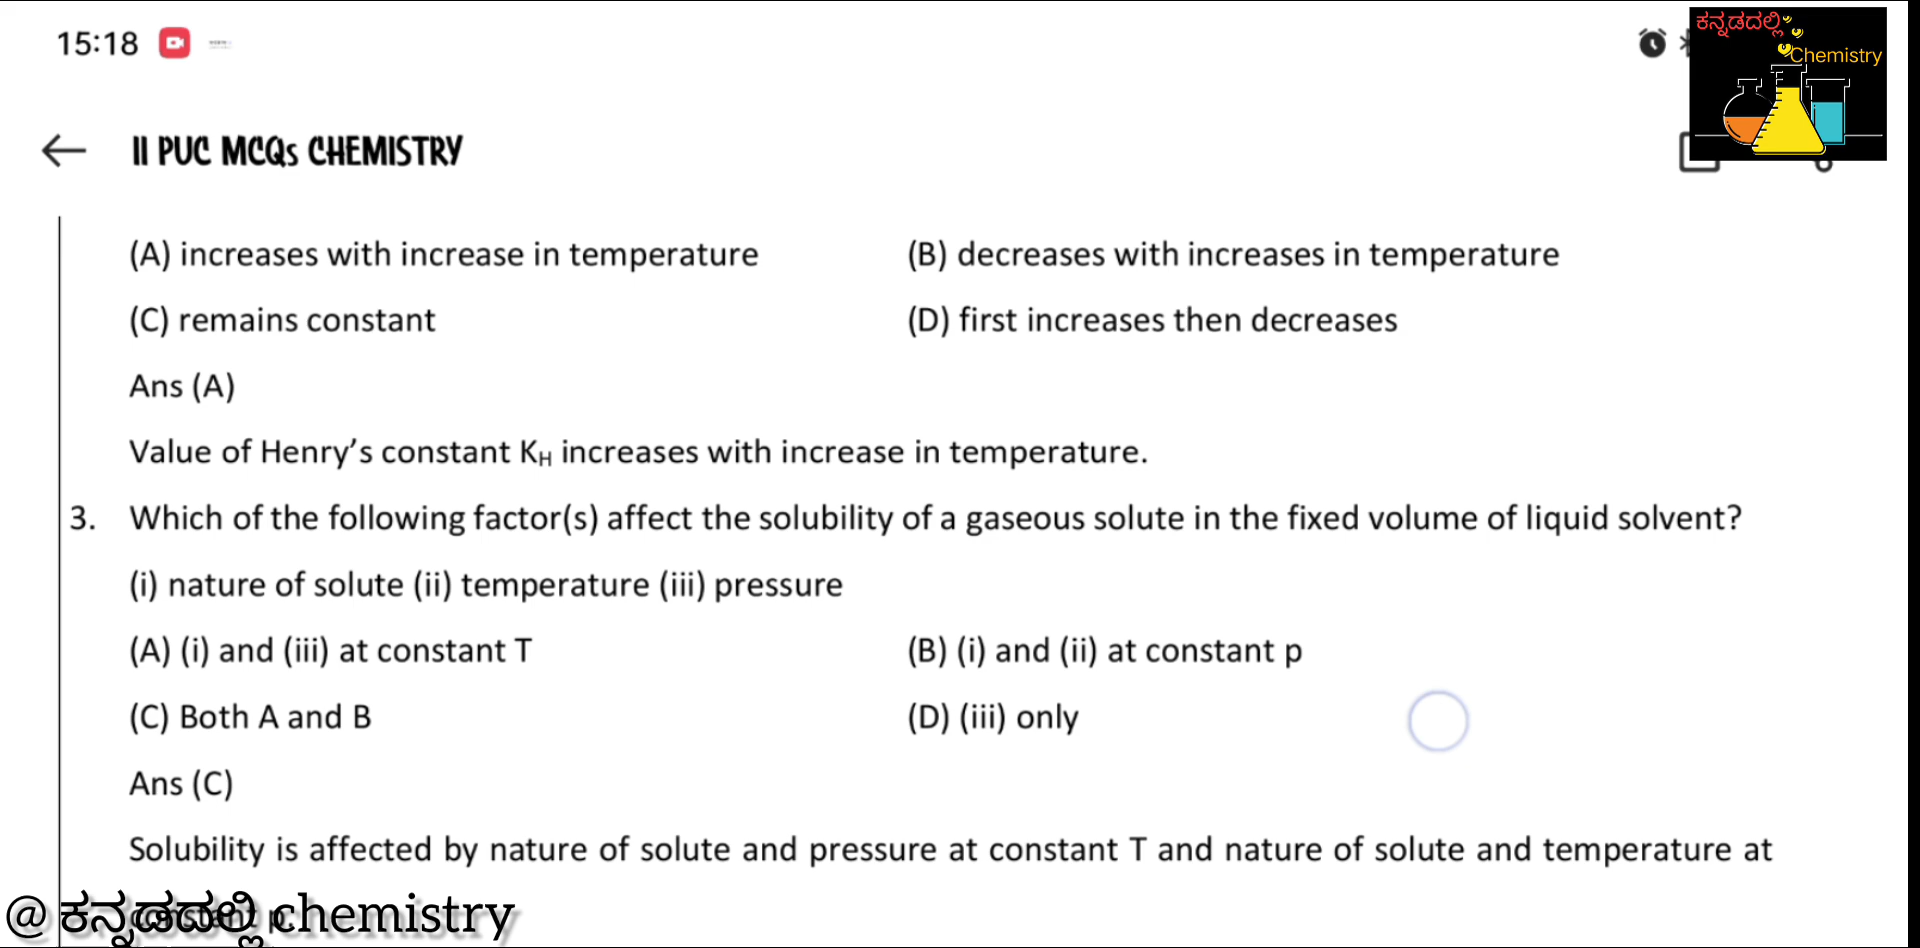 15:18
ಕನ್ನಡದಲ್ಲಿ
Chemistry
II PUC MCQs CHEMISTRY
(A) increases with increase in temperature (B) decreases with increases in temperature
(C) remains constant (D) first increases then decreases
Ans (A)
Value of Henry’s constant KH increases with increase in temperature.
3. Which of the following factor(s) affect the solubility of a gaseous solute in the fixed volume of liquid solvent?
(i) nature of solute (ii) temperature (iii) pressure
(A) (i) and (iii) at constant T (B) (i) and (ii) at constant p
(C) Both A and B (D) (iii) only
Ans (C)
Solubility is affected by nature of solute and pressure at constant T and nature of solute and temperature at
constant p
@ಕನ್ನಡದಲ್ಲಿ chemistry